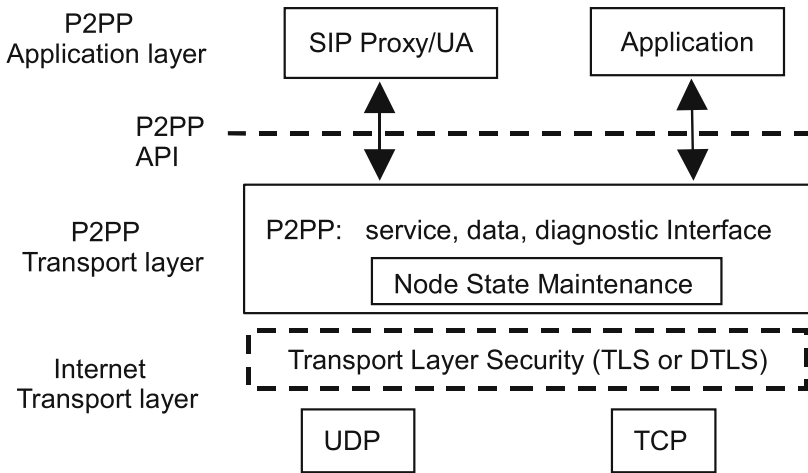 P2PP
Application layer
SIP Proxy/UA
Application
P2PP
API
P2PP
Transport layer
P2PP: service, data, diagnostic Interface
Node State Maintenance
Internet
Transport layer
Transport Layer Security (TLS or DTLS)
UDP
TCP